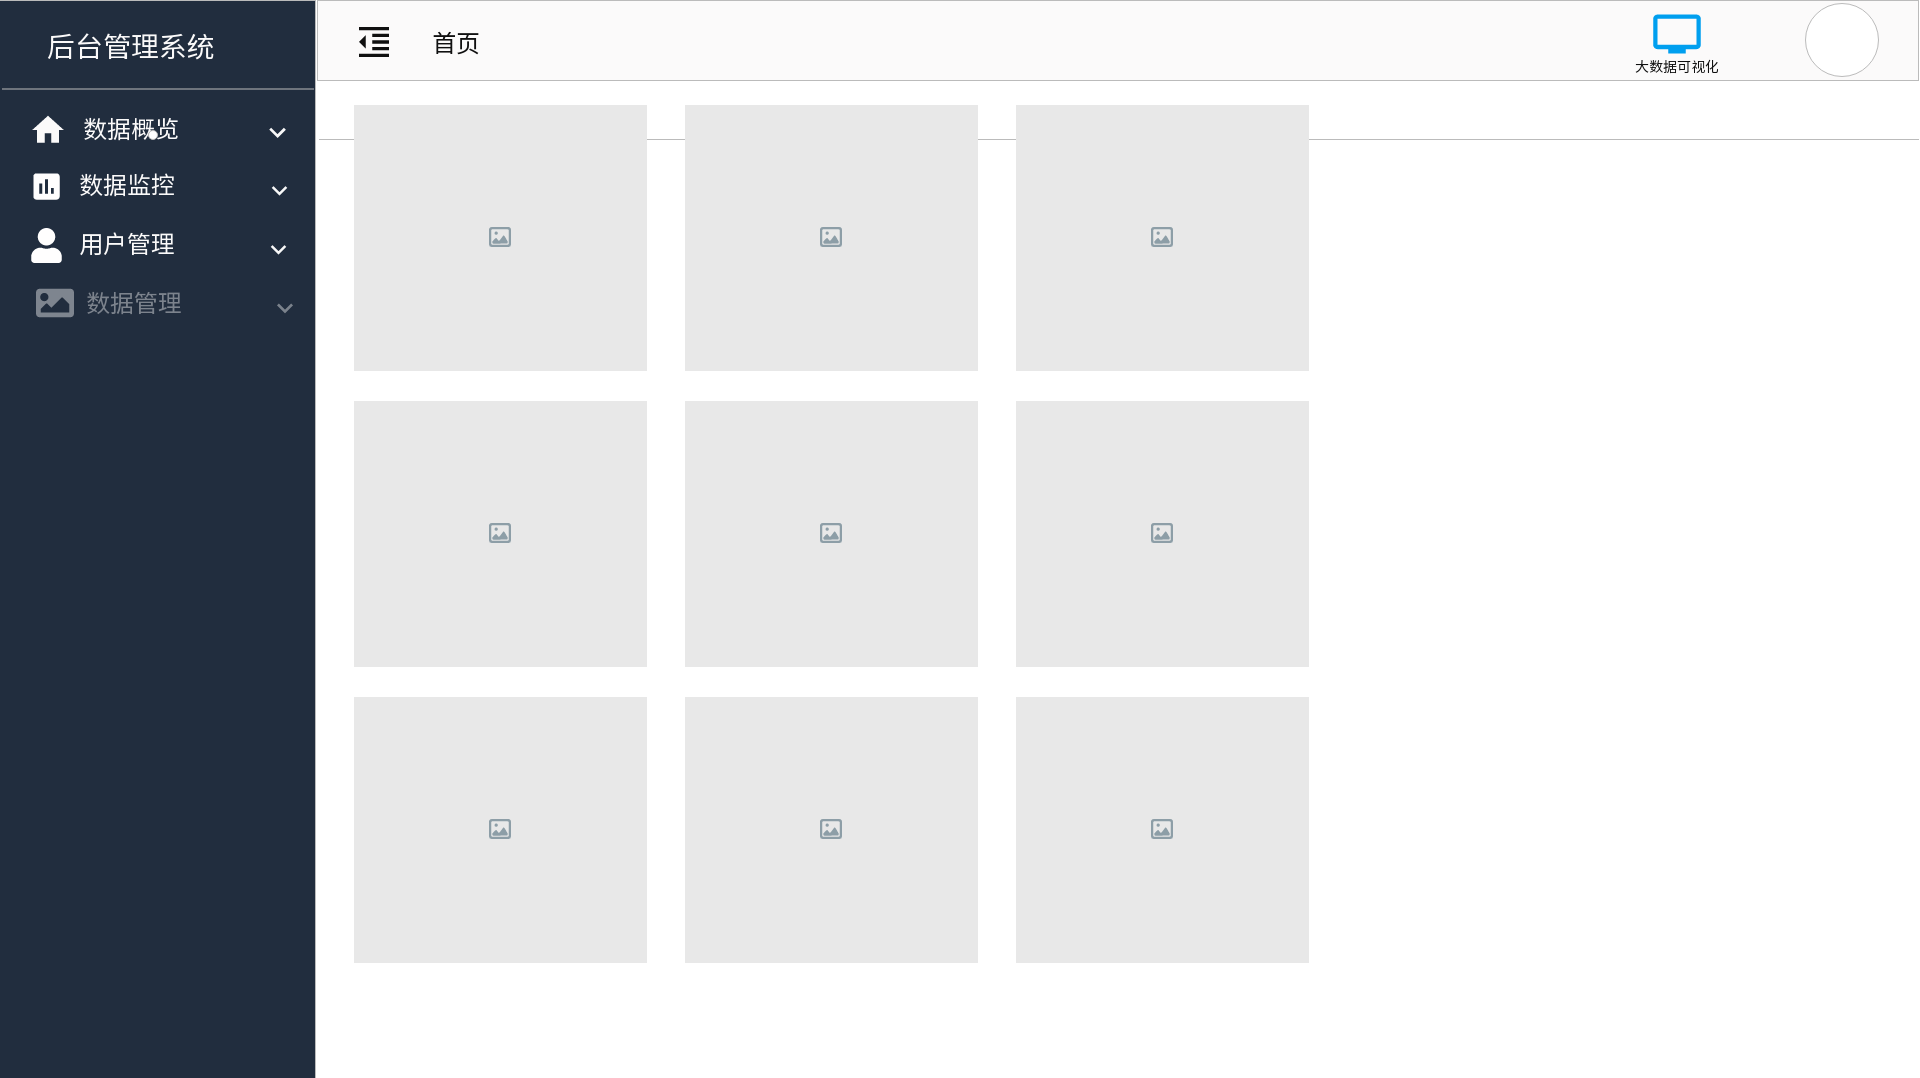 后台管理系统
首页
大数据可视化
数据概览
数据监控
用户管理
数据管理